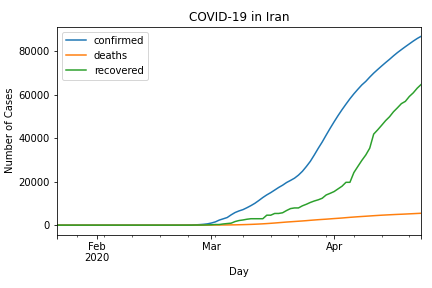 COVID-19 in Iran
confirmed
deaths
recovered
80000
60000
40000
20000
0
Number of Cases
Feb
2020
Mar
Apr
Day